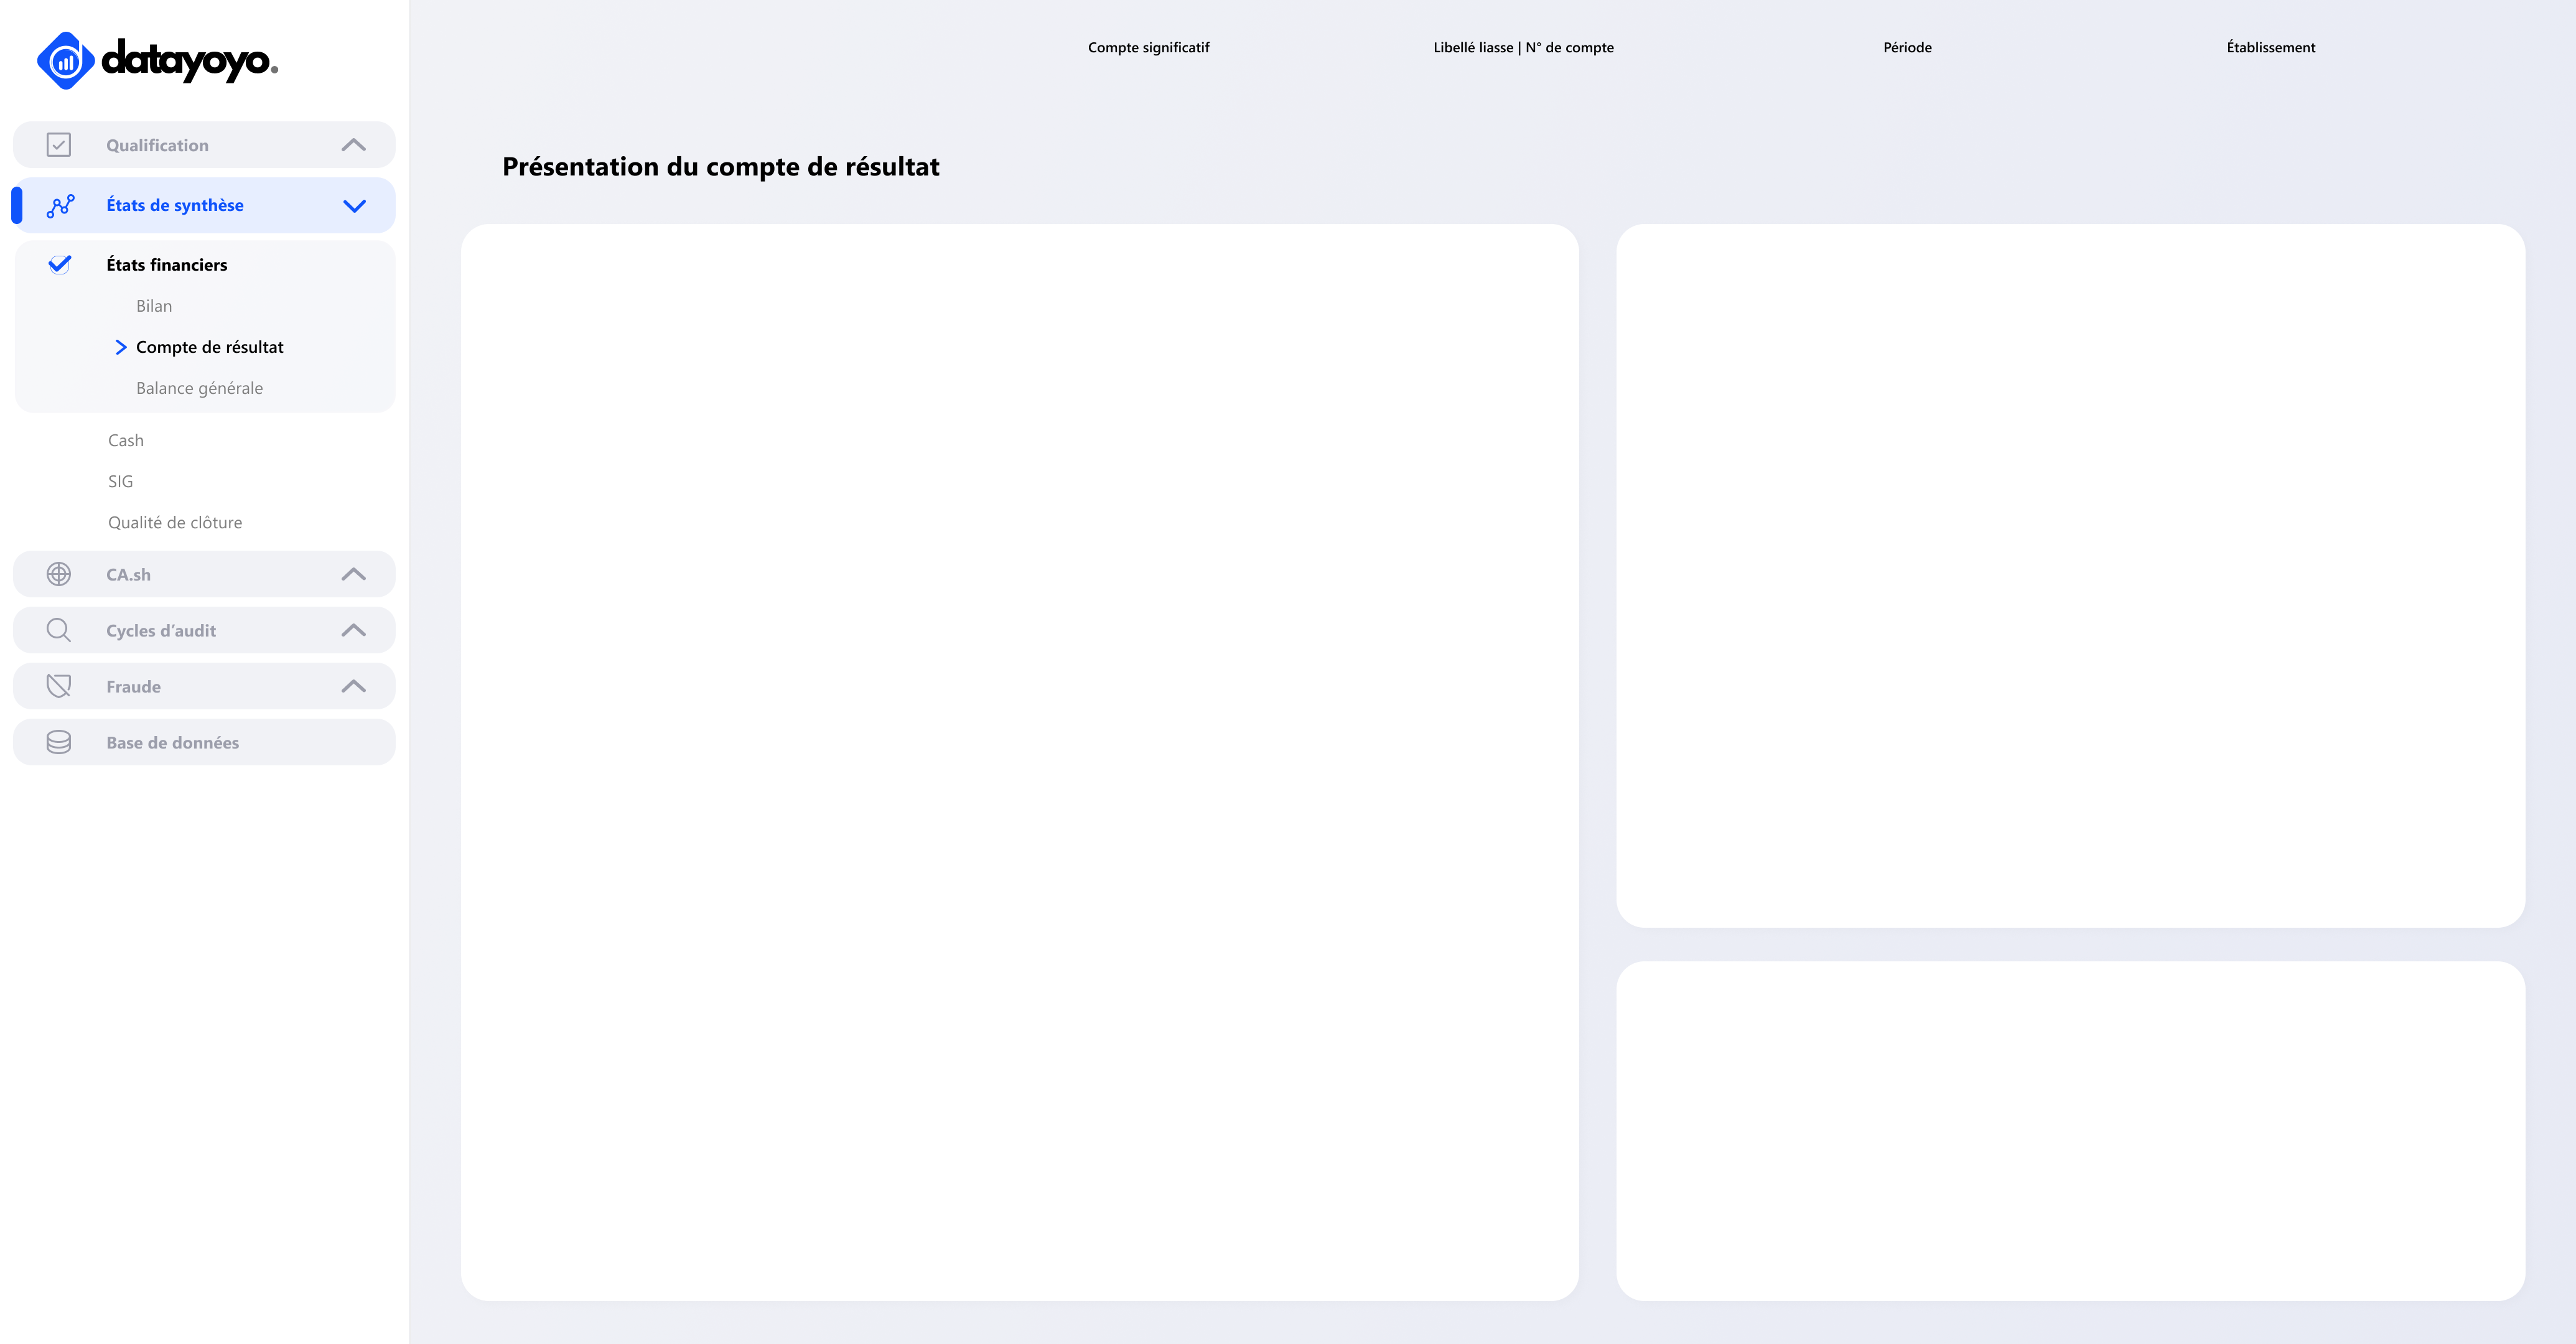 datayoyo.
Compte significatif
Libellé liasse | N° de compte
Période
Établissement
Qualification
Présentation du compte de résultat
États de synthèse
États financiers
Bilan
Compte de résultat
Balance générale
Cash
SIG
Qualité de clôture
CA.sh
Cycles d’audit
Fraude
Base de données